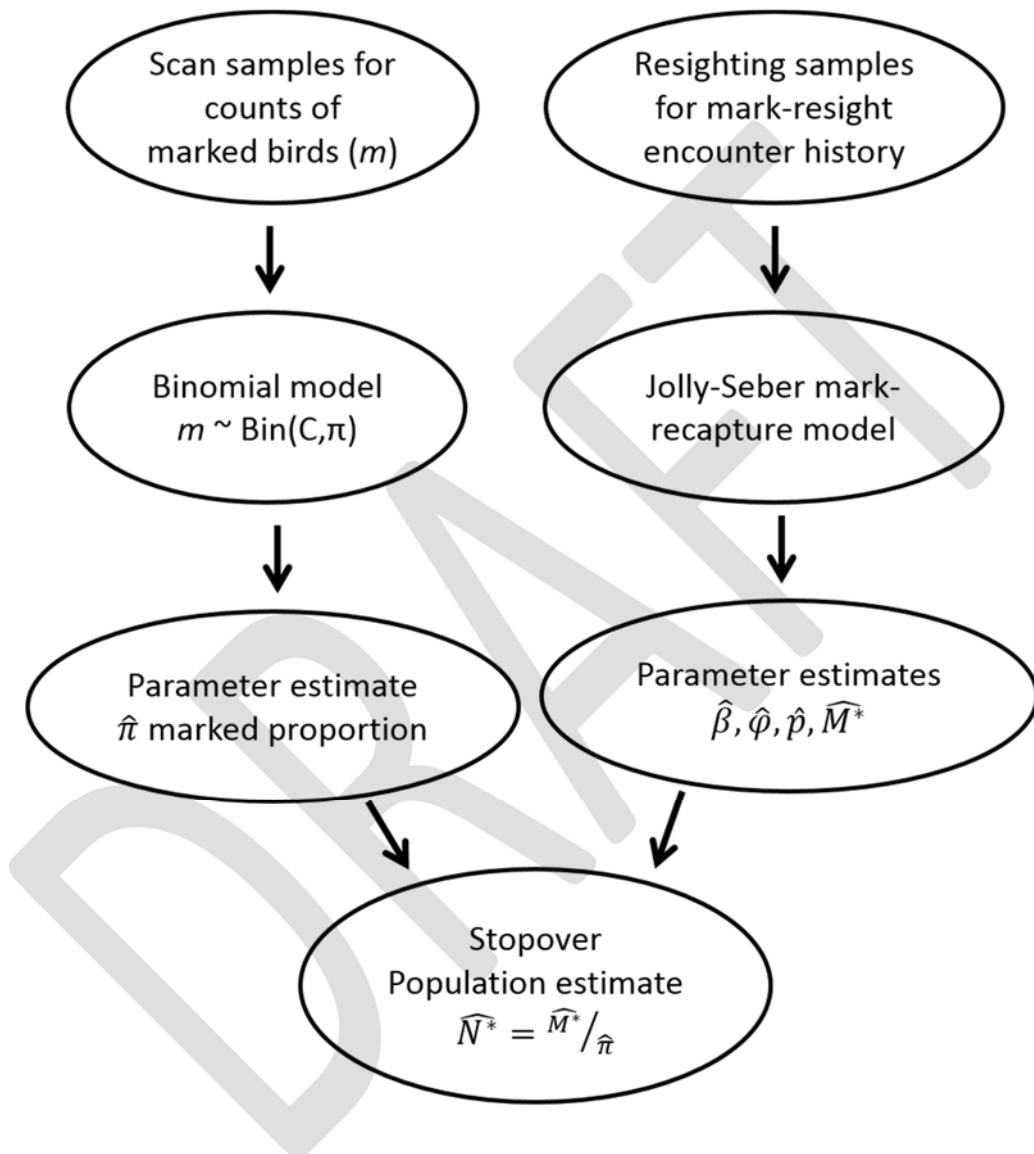 Scan samples for
counts of
marked birds (m)
Resighting samples
for mark-resight
encounter history
Binomial model
m ~ Bin(C,π)
Jolly-Seber mark-
recapture model
Parameter estimate
π̂ marked proportion
Parameter estimates
β̂, φ̂, p̂, M̂*
Stopover
Population estimate
N̂* = M̂*/π̂
DRAFT